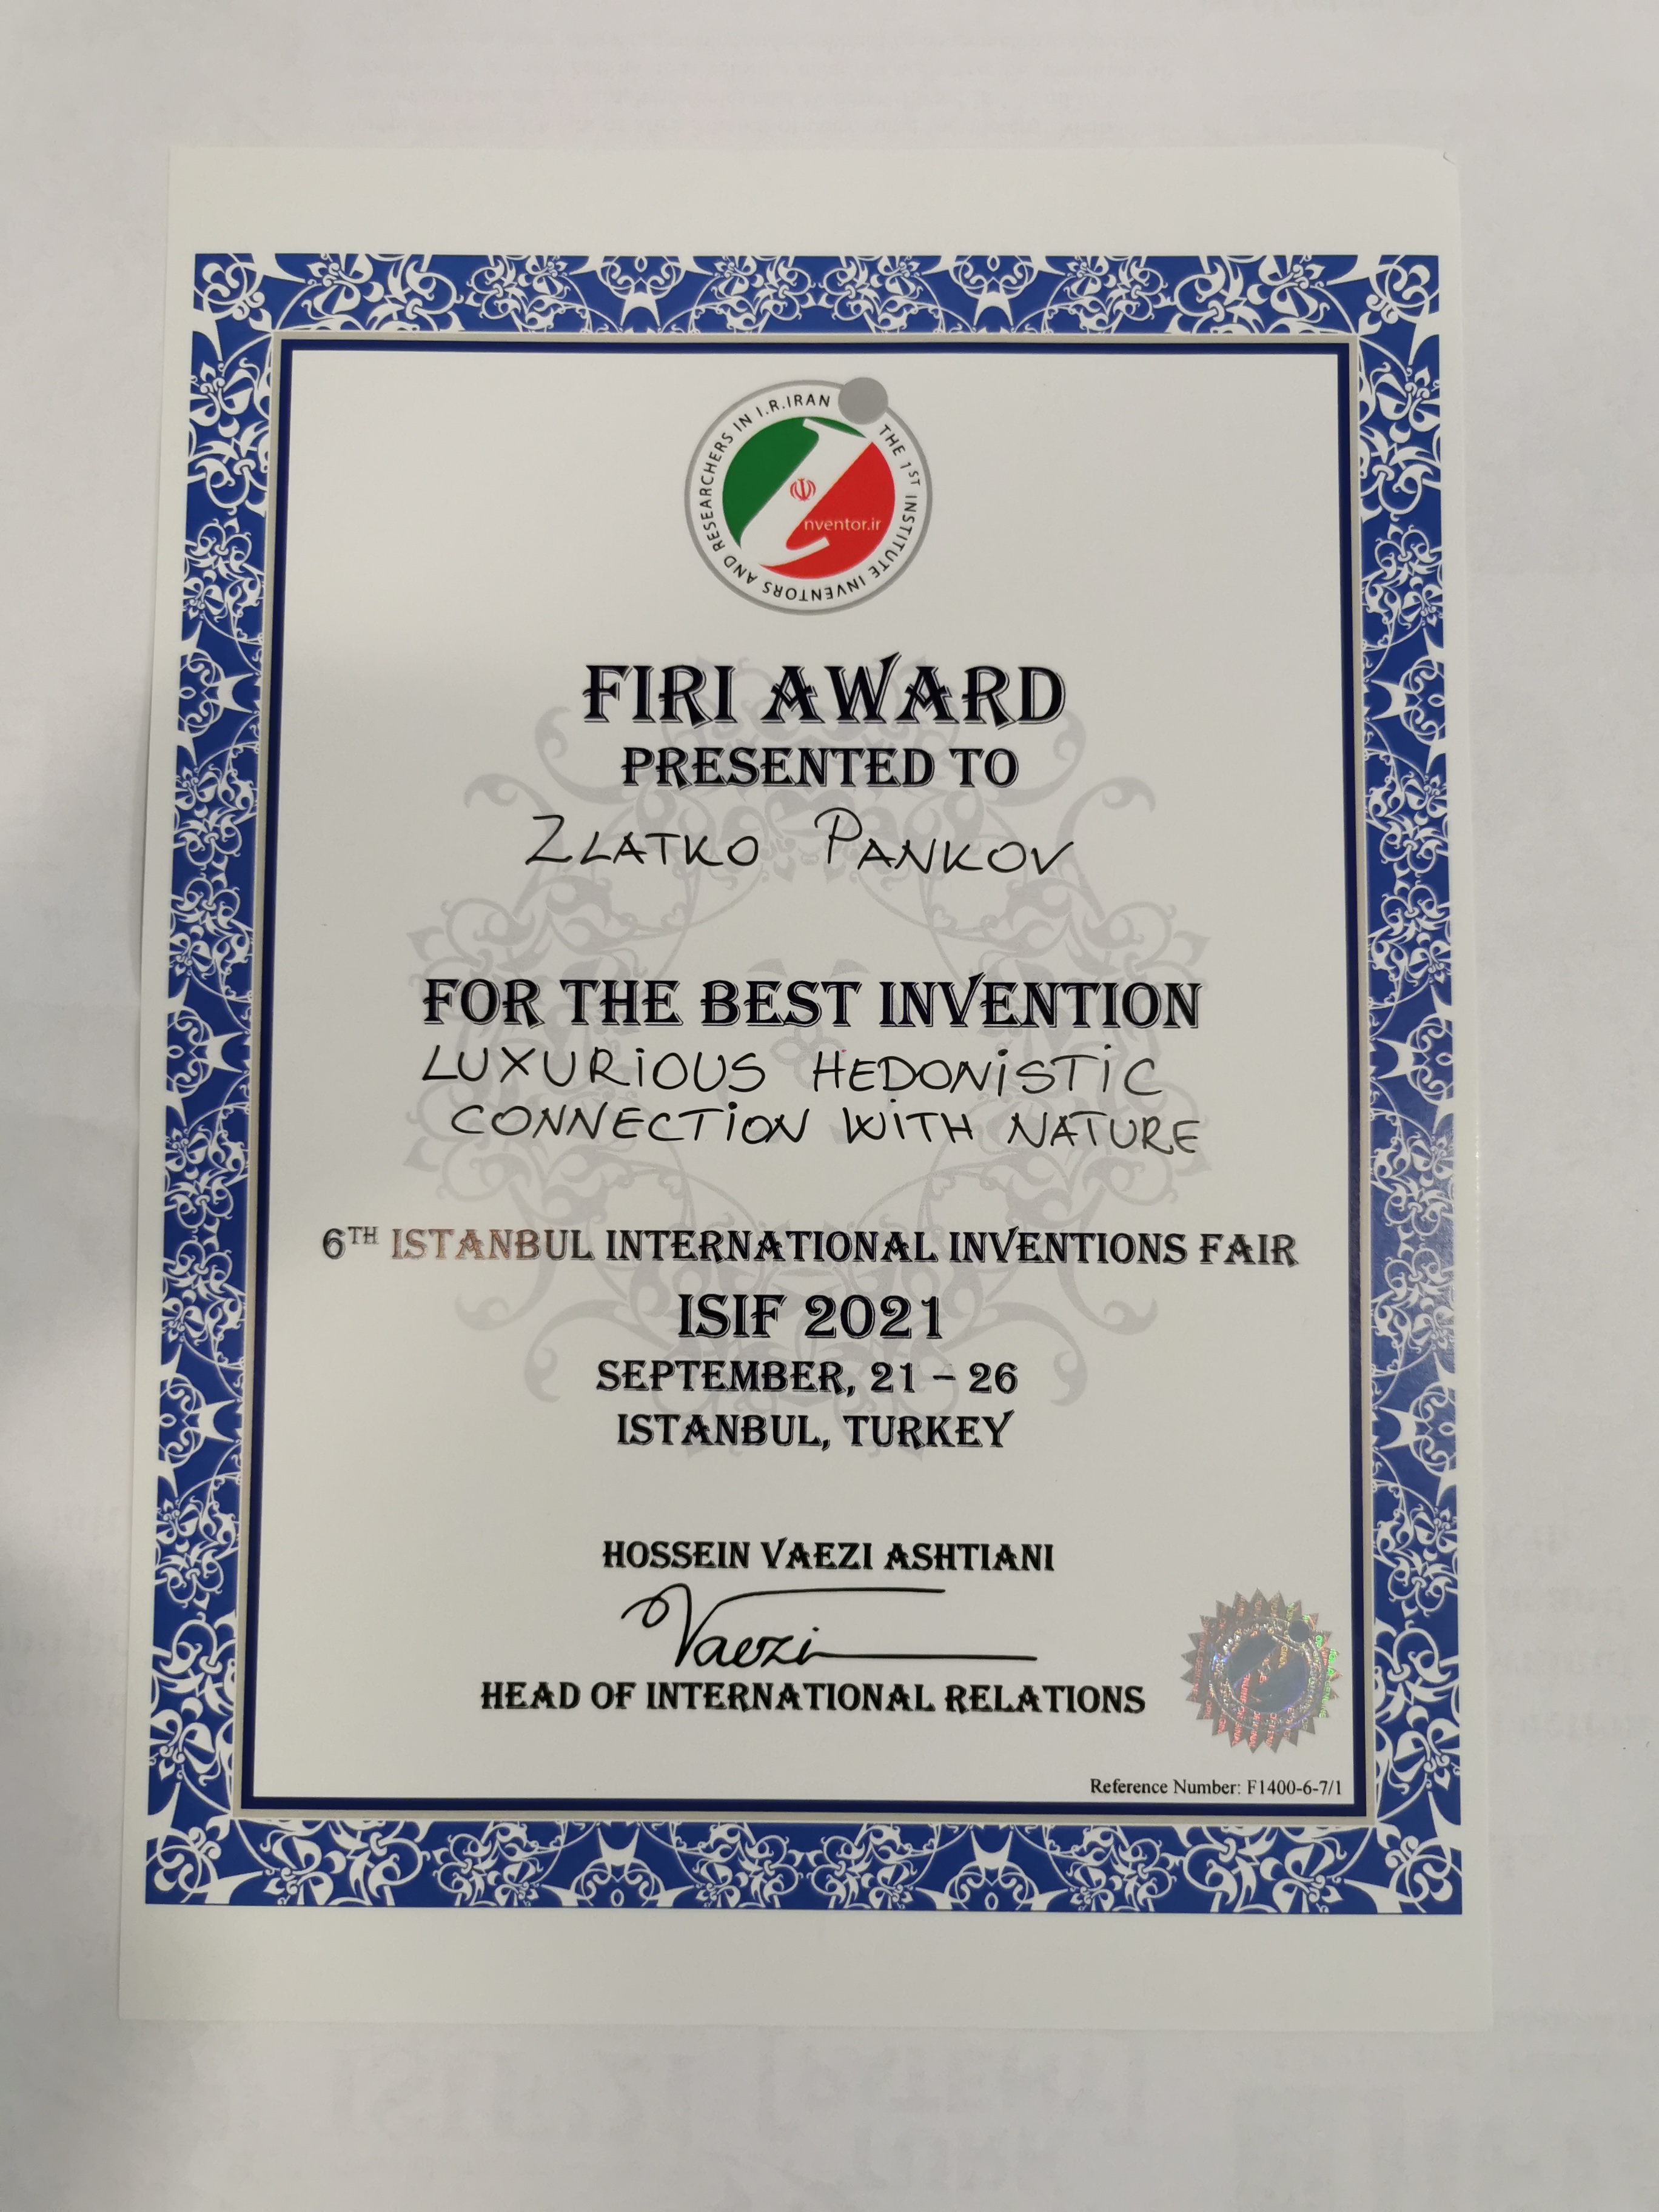 THE 1ST INSTITUTE INVENTORS AND RESEARCHERS IN I.R.IRAN
nventor.ir
FIRI AWARD
PRESENTED TO
ZLATKO PANKOV
FOR THE BEST INVENTION
LUXURIOUS HEDONISTIC
CONNECTION WITH NATURE
6TH ISTANBUL INTERNATIONAL INVENTIONS FAIR
ISIF 2021
SEPTEMBER, 21 – 26
ISTANBUL, TURKEY
HOSSEIN VAEZI ASHTIANI
Vaezi
HEAD OF INTERNATIONAL RELATIONS
Reference Number: F1400-6-7/1